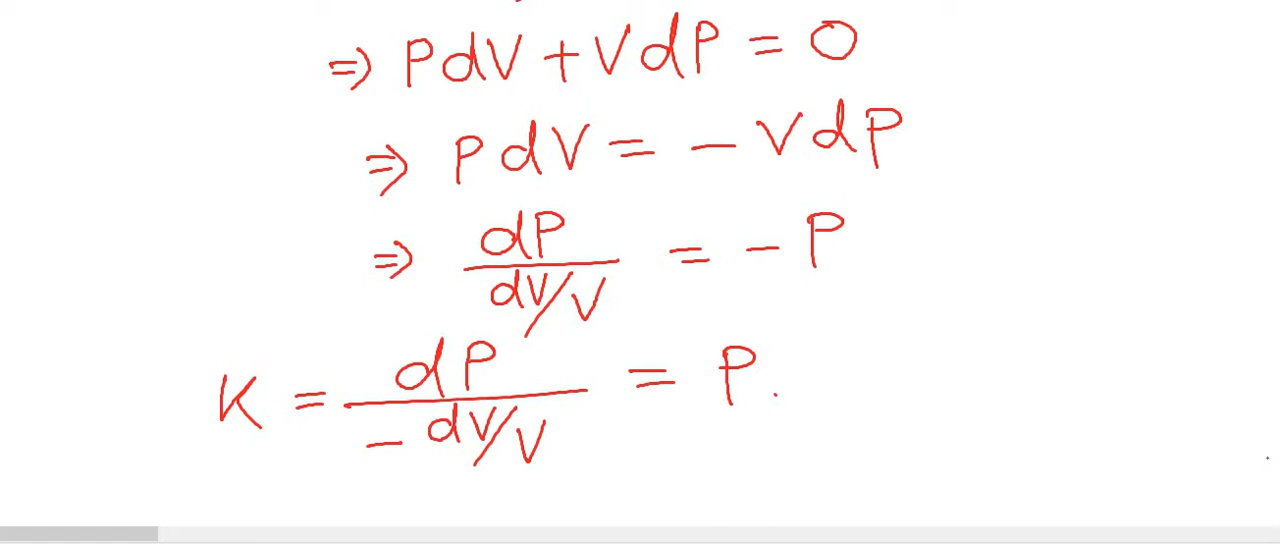 ⇒ PdV + VdP = 0
⇒ PdV = - VdP
⇒ dP / (dV/V) = - P
K = dP / (- dV/V) = P.